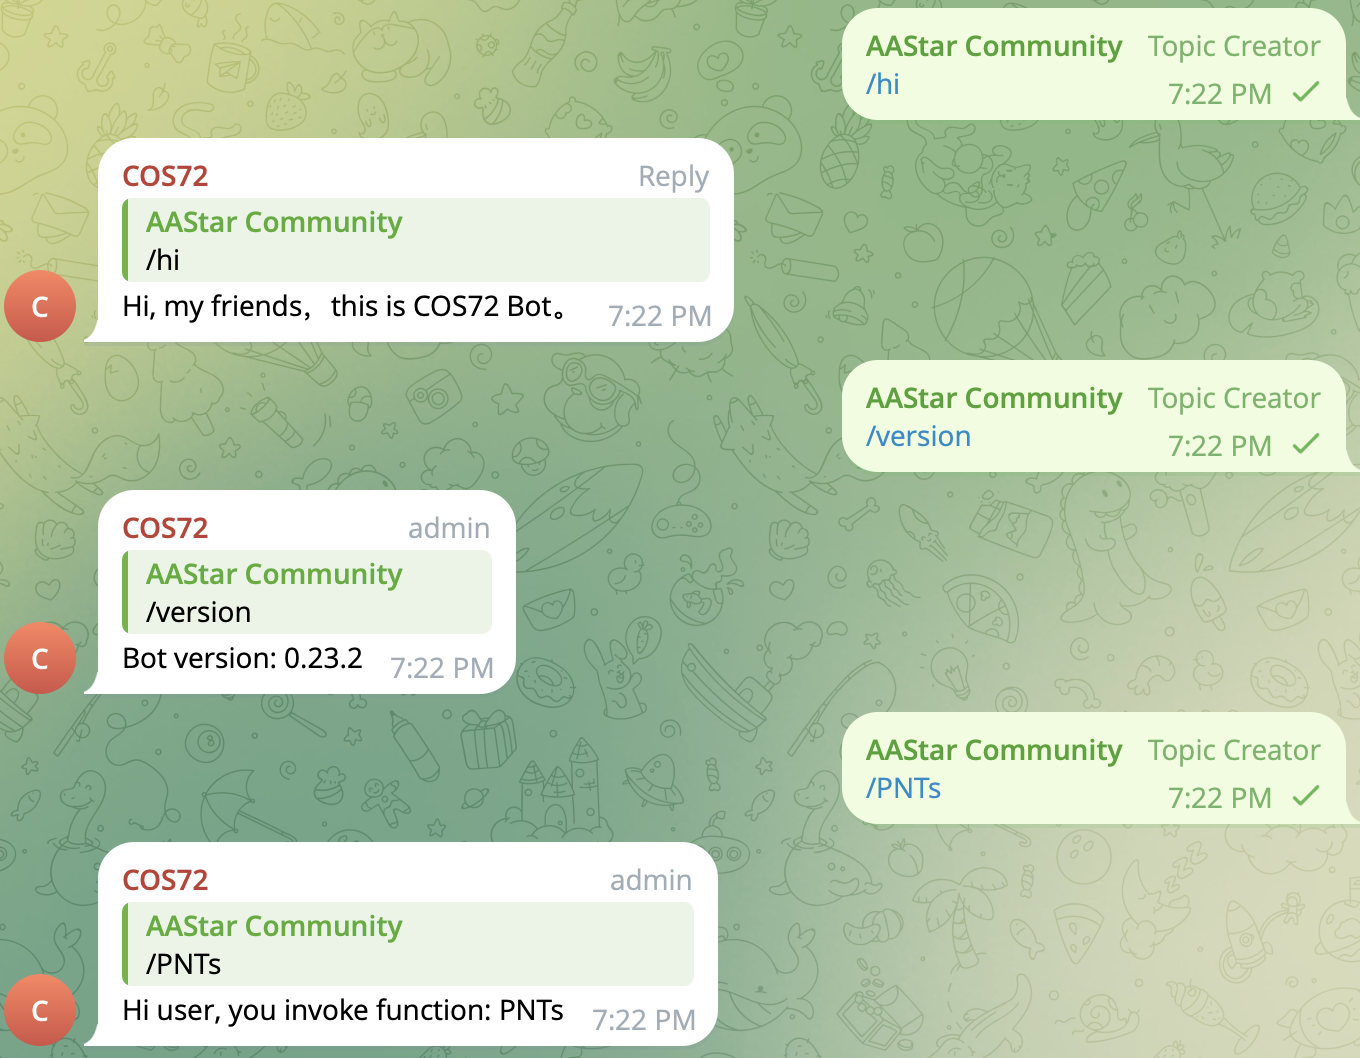 AAStar Community Topic Creator
/hi
7:22 PM
COS72 Reply
AAStar Community
/hi
Hi, my friends，this is COS72 Bot。 7:22 PM
C
AAStar Community Topic Creator
/version
7:22 PM
COS72 admin
AAStar Community
/version
Bot version: 0.23.2 7:22 PM
C
AAStar Community Topic Creator
/PNTs
7:22 PM
COS72 admin
AAStar Community
/PNTs
Hi user, you invoke function: PNTs 7:22 PM
C